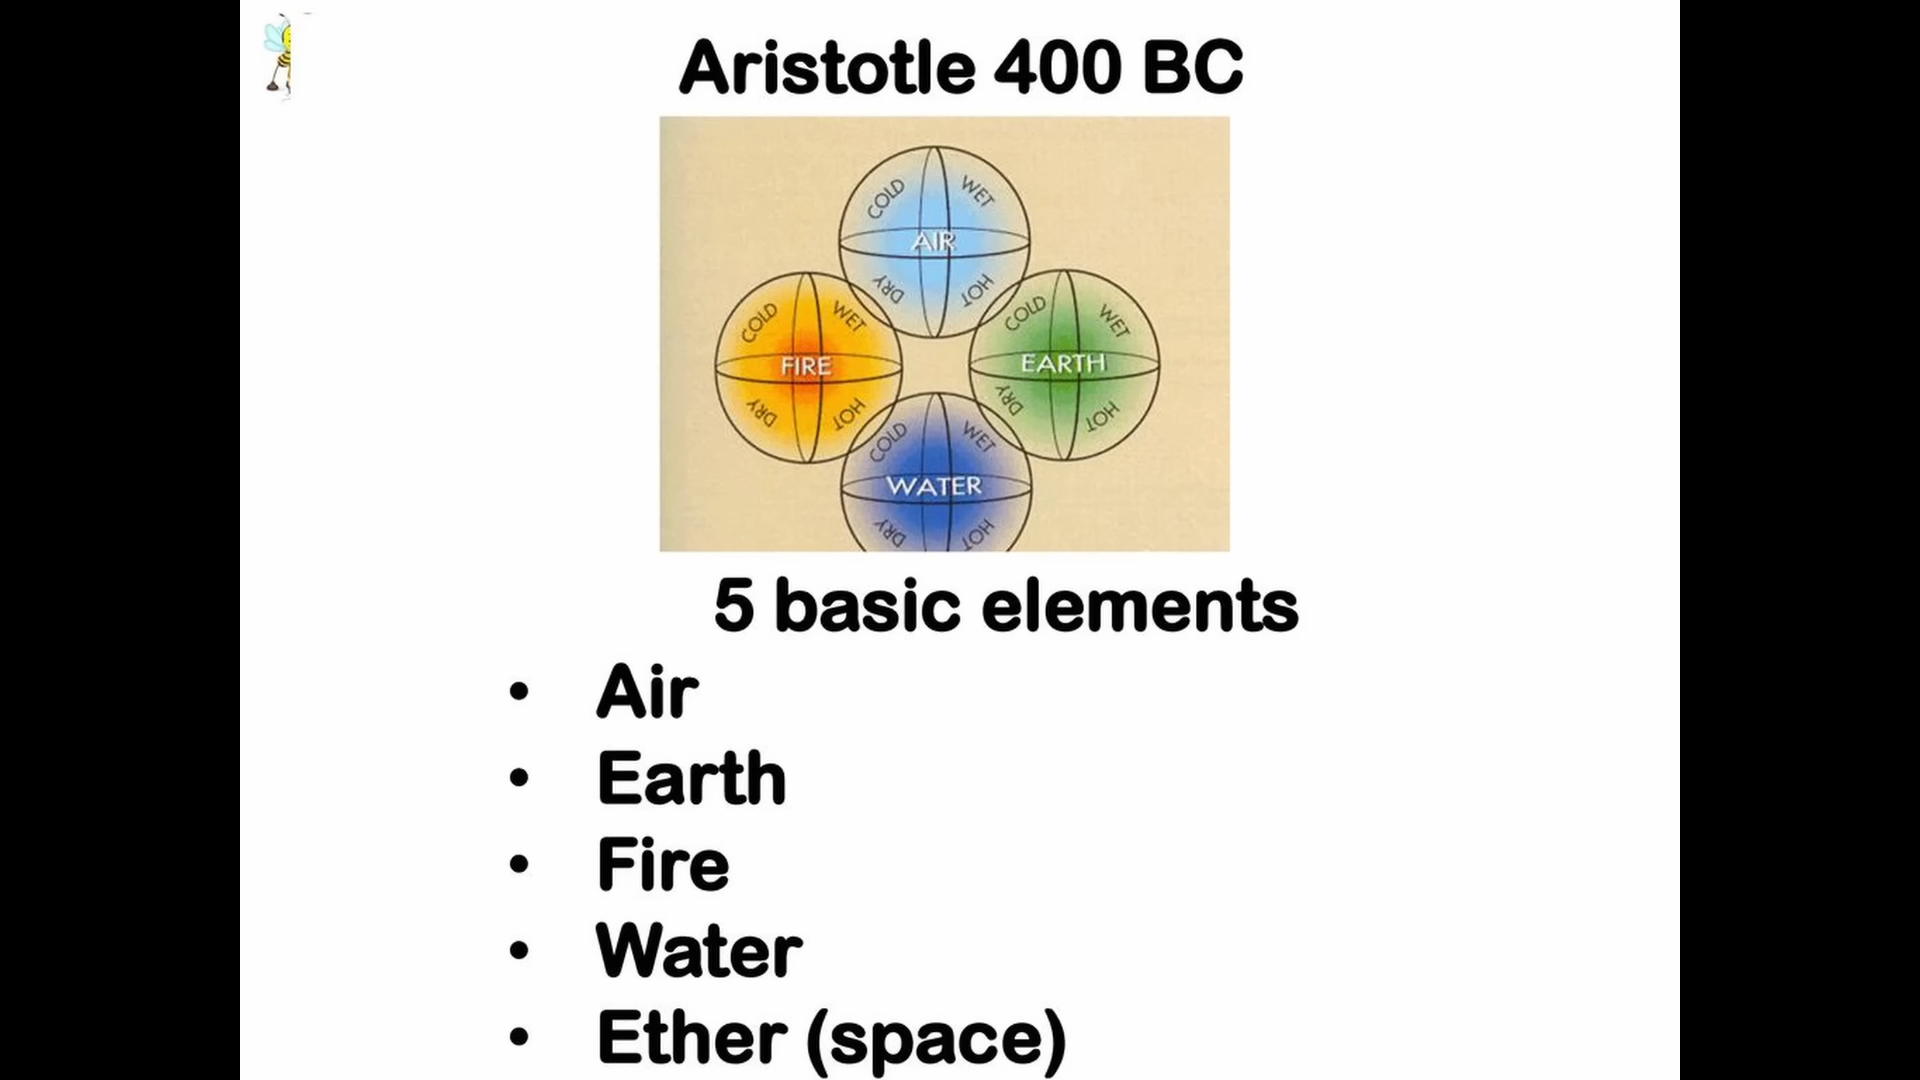 Aristotle 400 BC
COLD WET
AIR
DRY HOT
COLD WET
FIRE
DRY HOT
COLD WET
EARTH
DRY HOT
COLD WET
WATER
DRY HOT
5 basic elements
• Air
• Earth
• Fire
• Water
• Ether (space)